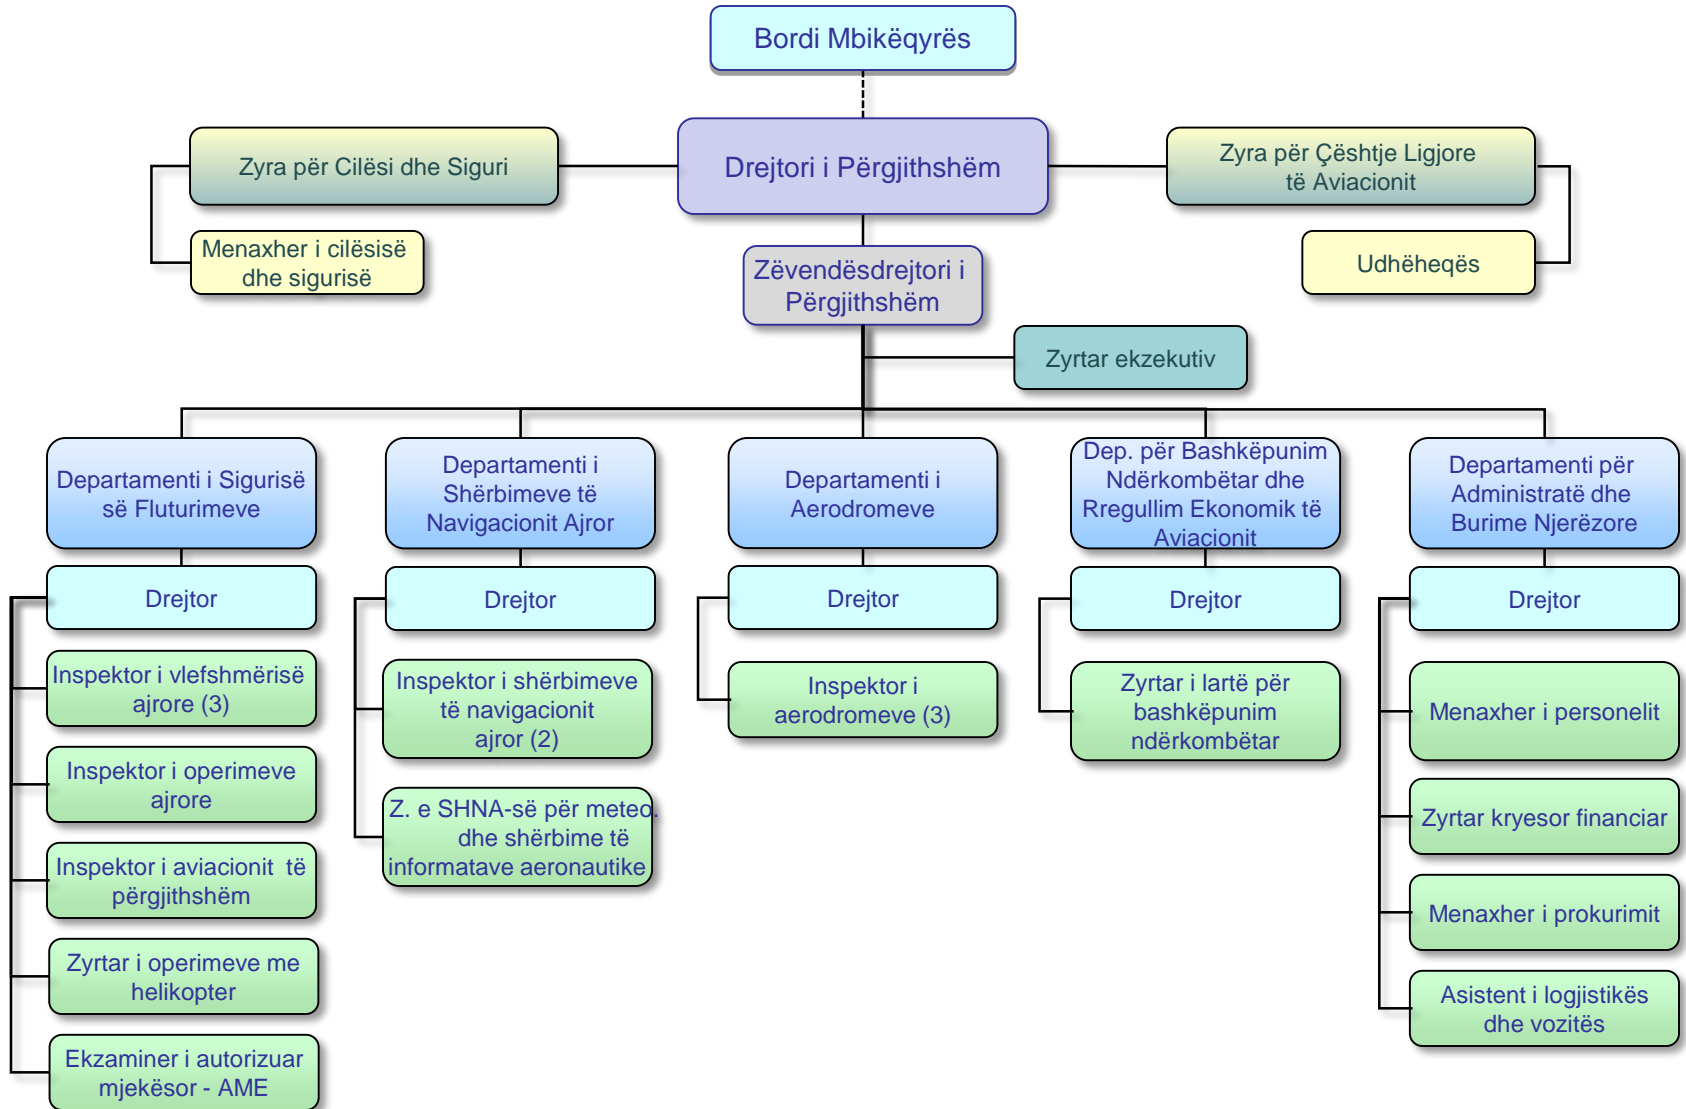 Bordi Mbikëqyrës
Zyra për Cilësi dhe Siguri
Drejtori i Përgjithshëm
Zyra për Çështje Ligjore
të Aviacionit
Menaxher i cilësisë
dhe sigurisë
Zëvendësdrejtori i
Përgjithshëm
Udhëheqës
Zyrtar ekzekutiv
Departamenti i Sigurisë
së Fluturimeve
Departamenti i
Shërbimeve të
Navigacionit Ajror
Departamenti i
Aerodromeve
Dep. për Bashkëpunim
Ndërkombëtar dhe
Rregullim Ekonomik të
Aviacionit
Departamenti për
Administratë dhe
Burime Njerëzore
Drejtor
Drejtor
Drejtor
Drejtor
Drejtor
Inspektor i vlefshmërisë
ajrore (3)
Inspektor i operimeve
ajrore
Inspektor i aviacionit të
përgjithshëm
Zyrtar i operimeve me
helikopter
Ekzaminer i autorizuar
mjekësor - AME
Inspektor i shërbimeve
të navigacionit
ajror (2)
Z. e SHNA-së për meteo.
dhe shërbime të
informatave aeronautike
Inspektor i
aerodromeve (3)
Zyrtar i lartë për
bashkëpunim
ndërkombëtar
Menaxher i personelit
Zyrtar kryesor financiar
Menaxher i prokurimit
Asistent i logjistikës
dhe vozitës